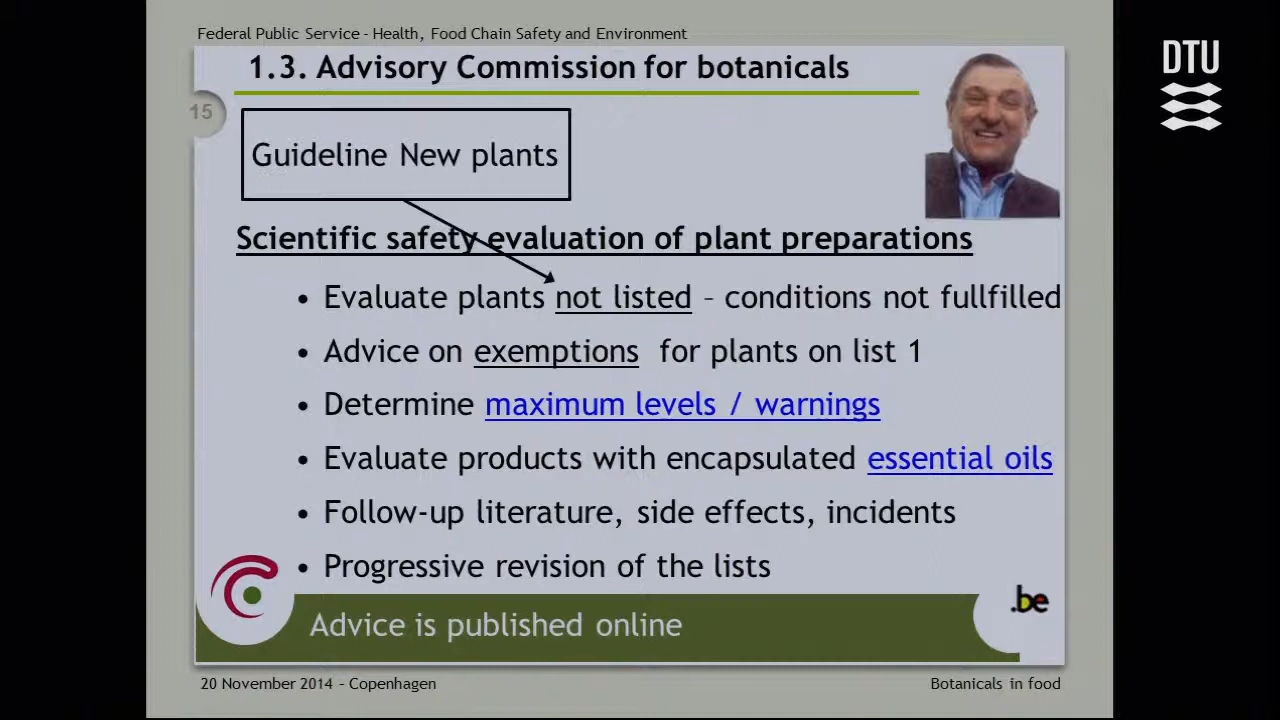 Federal Public Service - Health, Food Chain Safety and Environment
DTU
1.3. Advisory Commission for botanicals
15
Guideline New plants
Scientific safety evaluation of plant preparations
• Evaluate plants not listed – conditions not fullfilled
• Advice on exemptions for plants on list 1
• Determine maximum levels / warnings
• Evaluate products with encapsulated essential oils
• Follow-up literature, side effects, incidents
• Progressive revision of the lists
.be
Advice is published online
20 November 2014 – Copenhagen
Botanicals in food